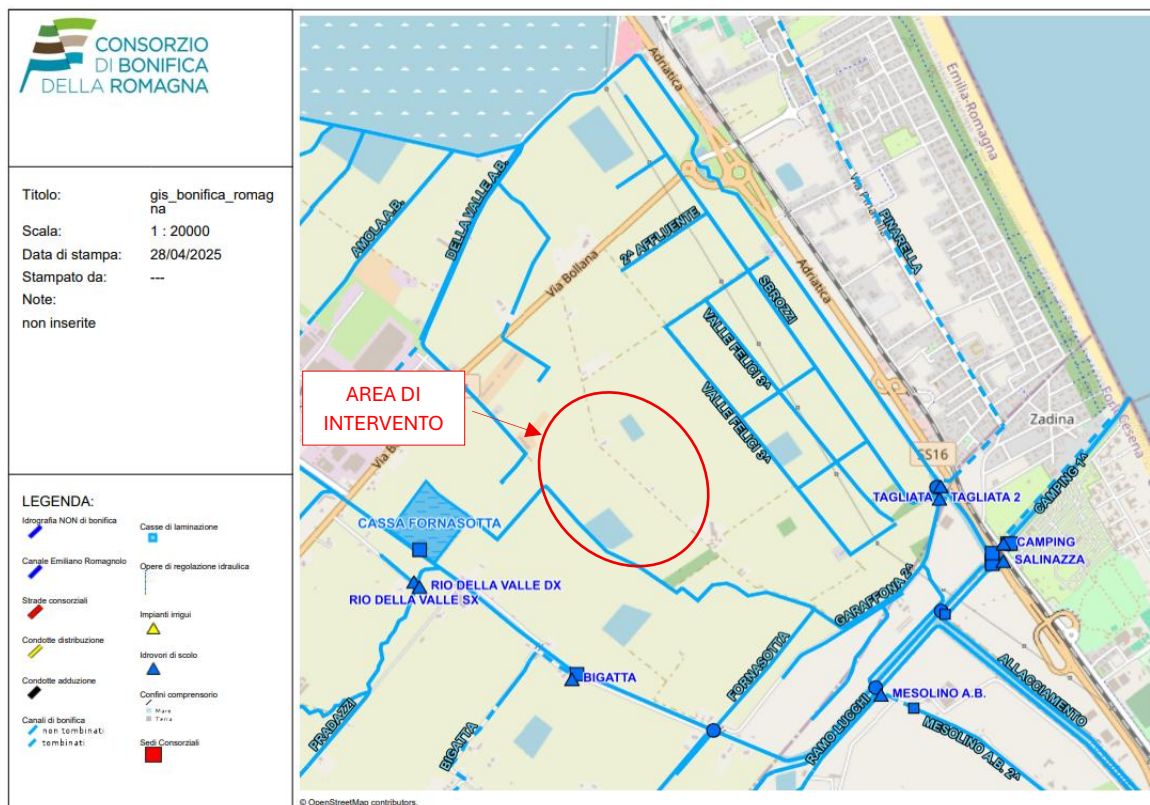 CONSORZIO
DI BONIFICA
DELLA ROMAGNA
Titolo: gis_bonifica_romag
na
Scala: 1 : 20000
Data di stampa: 28/04/2025
Stampato da: ---
Note:
non inserite
LEGENDA:
Idrografia NON di bonifica
Canale Emiliano Romagnolo
Strade consorziali
Condotte distribuzione
Condotte adduzione
Canali di bonifica
non tombinati
tombinati
Casse di laminazione
Opere di regolazione idraulica
Impianti irrigui
Idrovori di scolo
Confini comprensorio
Mare
Terra
Sedi Consorziali
Adriatica
Emilia-Romagna
AMOLA A.B.
DELLA VALLE A.B.
Via Pinarella
PINARELLA
2^ AFFLUENTE
Via Bollana
Adriatica
SBROZZI
VALLE FELICI 3^
VALLE FELICI 3^
AREA DI
INTERVENTO
Zadina
Forlì-Cesena
SS16
CAMPING 1^
TAGLIATA
TAGLIATA 2
CASSA FORNASOTTA
CAMPING
SALINAZZA
RIO DELLA VALLE DX
RIO DELLA VALLE SX
GARAFFONA 2^
FORNASOTTA
ALLACCIAMENTO
BIGATTA
MESOLINO A.B.
PRADAZZI
BIGATTA
RAMO LUCCHI
MESOLINO A.B. 2^
© OpenStreetMap contributors.